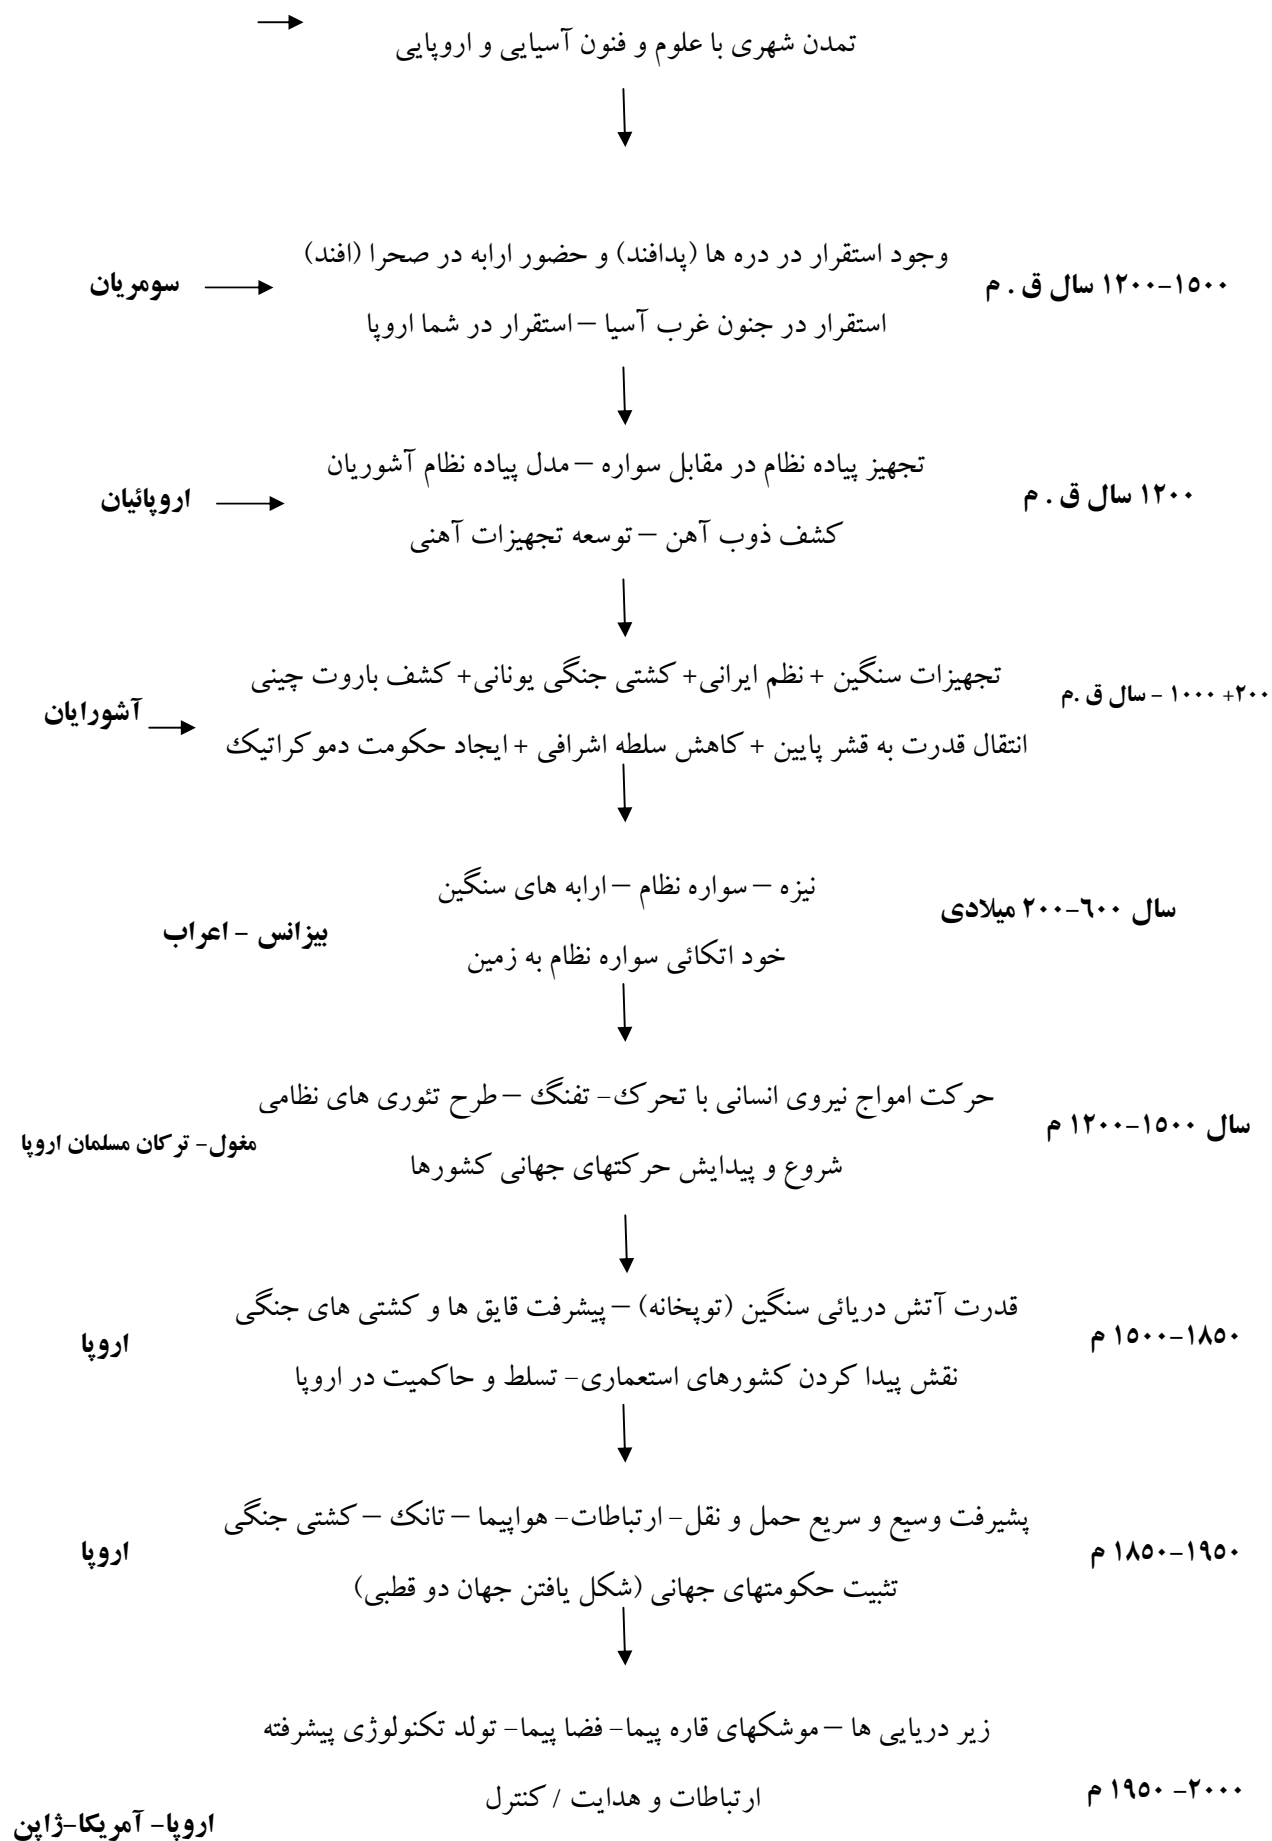 تمدن شهری با علوم و فنون آسیایی و اروپایی
وجود استقرار در دره ها (پدافند) و حضور ارابه در صحرا (افند)
۱۵۰۰-۱۲۰۰ سال ق . م
سومریان
استقرار در جنون غرب آسیا – استقرار در شما اروپا
تجهیز پیاده نظام در مقابل سواره – مدل پیاده نظام آشوریان
۱۲۰۰ سال ق . م
اروپائیان
کشف ذوب آهن – توسعه تجهیزات آهنی
تجهیزات سنگین + نظم ایرانی+ کشتی جنگی یونانی+ کشف باروت چینی
۲۰۰+ ۱۰۰۰ - سال ق .م
آشورایان
انتقال قدرت به قشر پایین + کاهش سلطه اشرافی + ایجاد حکومت دموکراتیک
نیزه – سواره نظام – ارابه های سنگین
سال ۶۰۰-۲۰۰ میلادی
بیزانس - اعراب
خود اتکائی سواره نظام به زمین
حرکت امواج نیروی انسانی با تحرک- تفنگ – طرح تئوری های نظامی
سال ۱۵۰۰-۱۲۰۰ م
مغول- ترکان مسلمان اروپا
شروع و پیدایش حرکتهای جهانی کشورها
قدرت آتش دریائی سنگین (توپخانه) – پیشرفت قایق ها و کشتی های جنگی
۱۸۵۰-۱۵۰۰ م
اروپا
نقش پیدا کردن کشورهای استعماری- تسلط و حاکمیت در اروپا
پشیرفت وسیع و سریع حمل و نقل- ارتباطات- هواپیما – تانک – کشتی جنگی
۱۹۵۰-۱۸۵۰ م
اروپا
تثبیت حکومتهای جهانی (شکل یافتن جهان دو قطبی)
زیر دریایی ها – موشکهای قاره پیما- فضا پیما- تولد تکنولوژی پیشرفته
۲۰۰۰- ۱۹۵۰ م
ارتباطات و هدایت / کنترل
اروپا- آمریکا-ژاپن